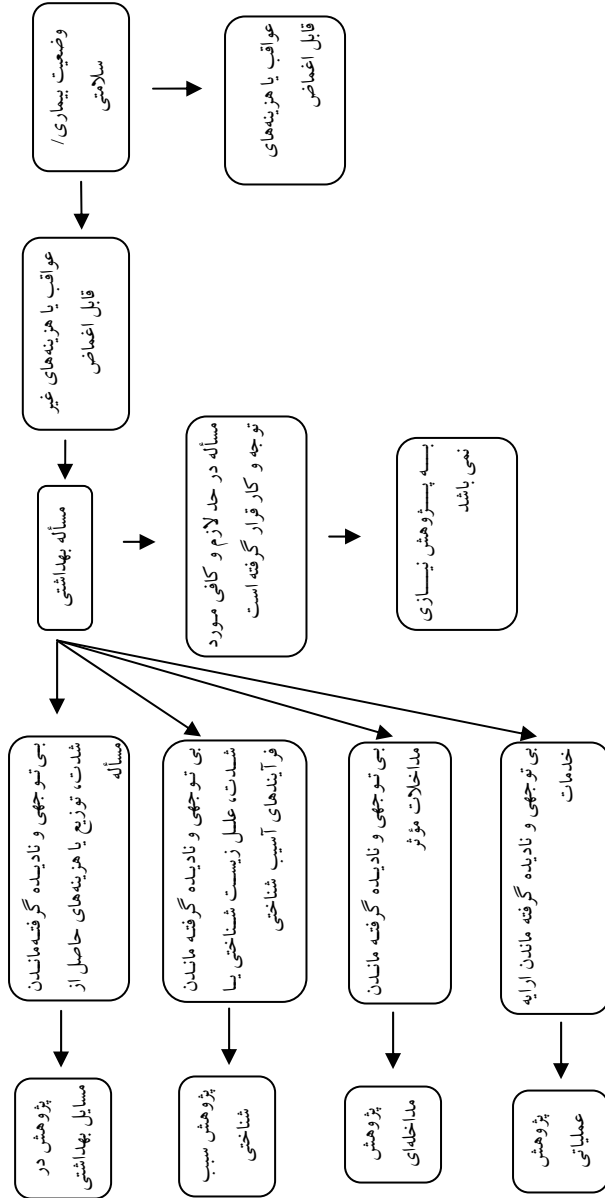 وضعیت بیماری/
سلامتی
عواقب یا هزینه‌های
قابل اغماض
عواقب یا هزینه‌های غیر
قابل اغماض
مسأله بهداشتی
مسأله در حد لازم و کافی مورد
توجه و کار قرار گرفته است
به پژوهش نیازی
نمی باشد
بی توجهی و نادیده گرفته‌ماندن
شدت، توزیع یا هزینه‌های حاصل از
مسأله
بی توجهی و نادیده گرفته ماندن
شدت، علل زیست شناختی یا
فرآیندهای آسیب شناختی
بی توجهی و نادیده گرفته ماندن
مداخلات مؤثر
بی توجهی و نادیده گرفته ماندن ارایه
خدمات
پژوهش در
مسایل بهداشتی
پژوهش سبب
شناختی
پژوهش
مداخله‌ای
پژوهش
عملیاتی